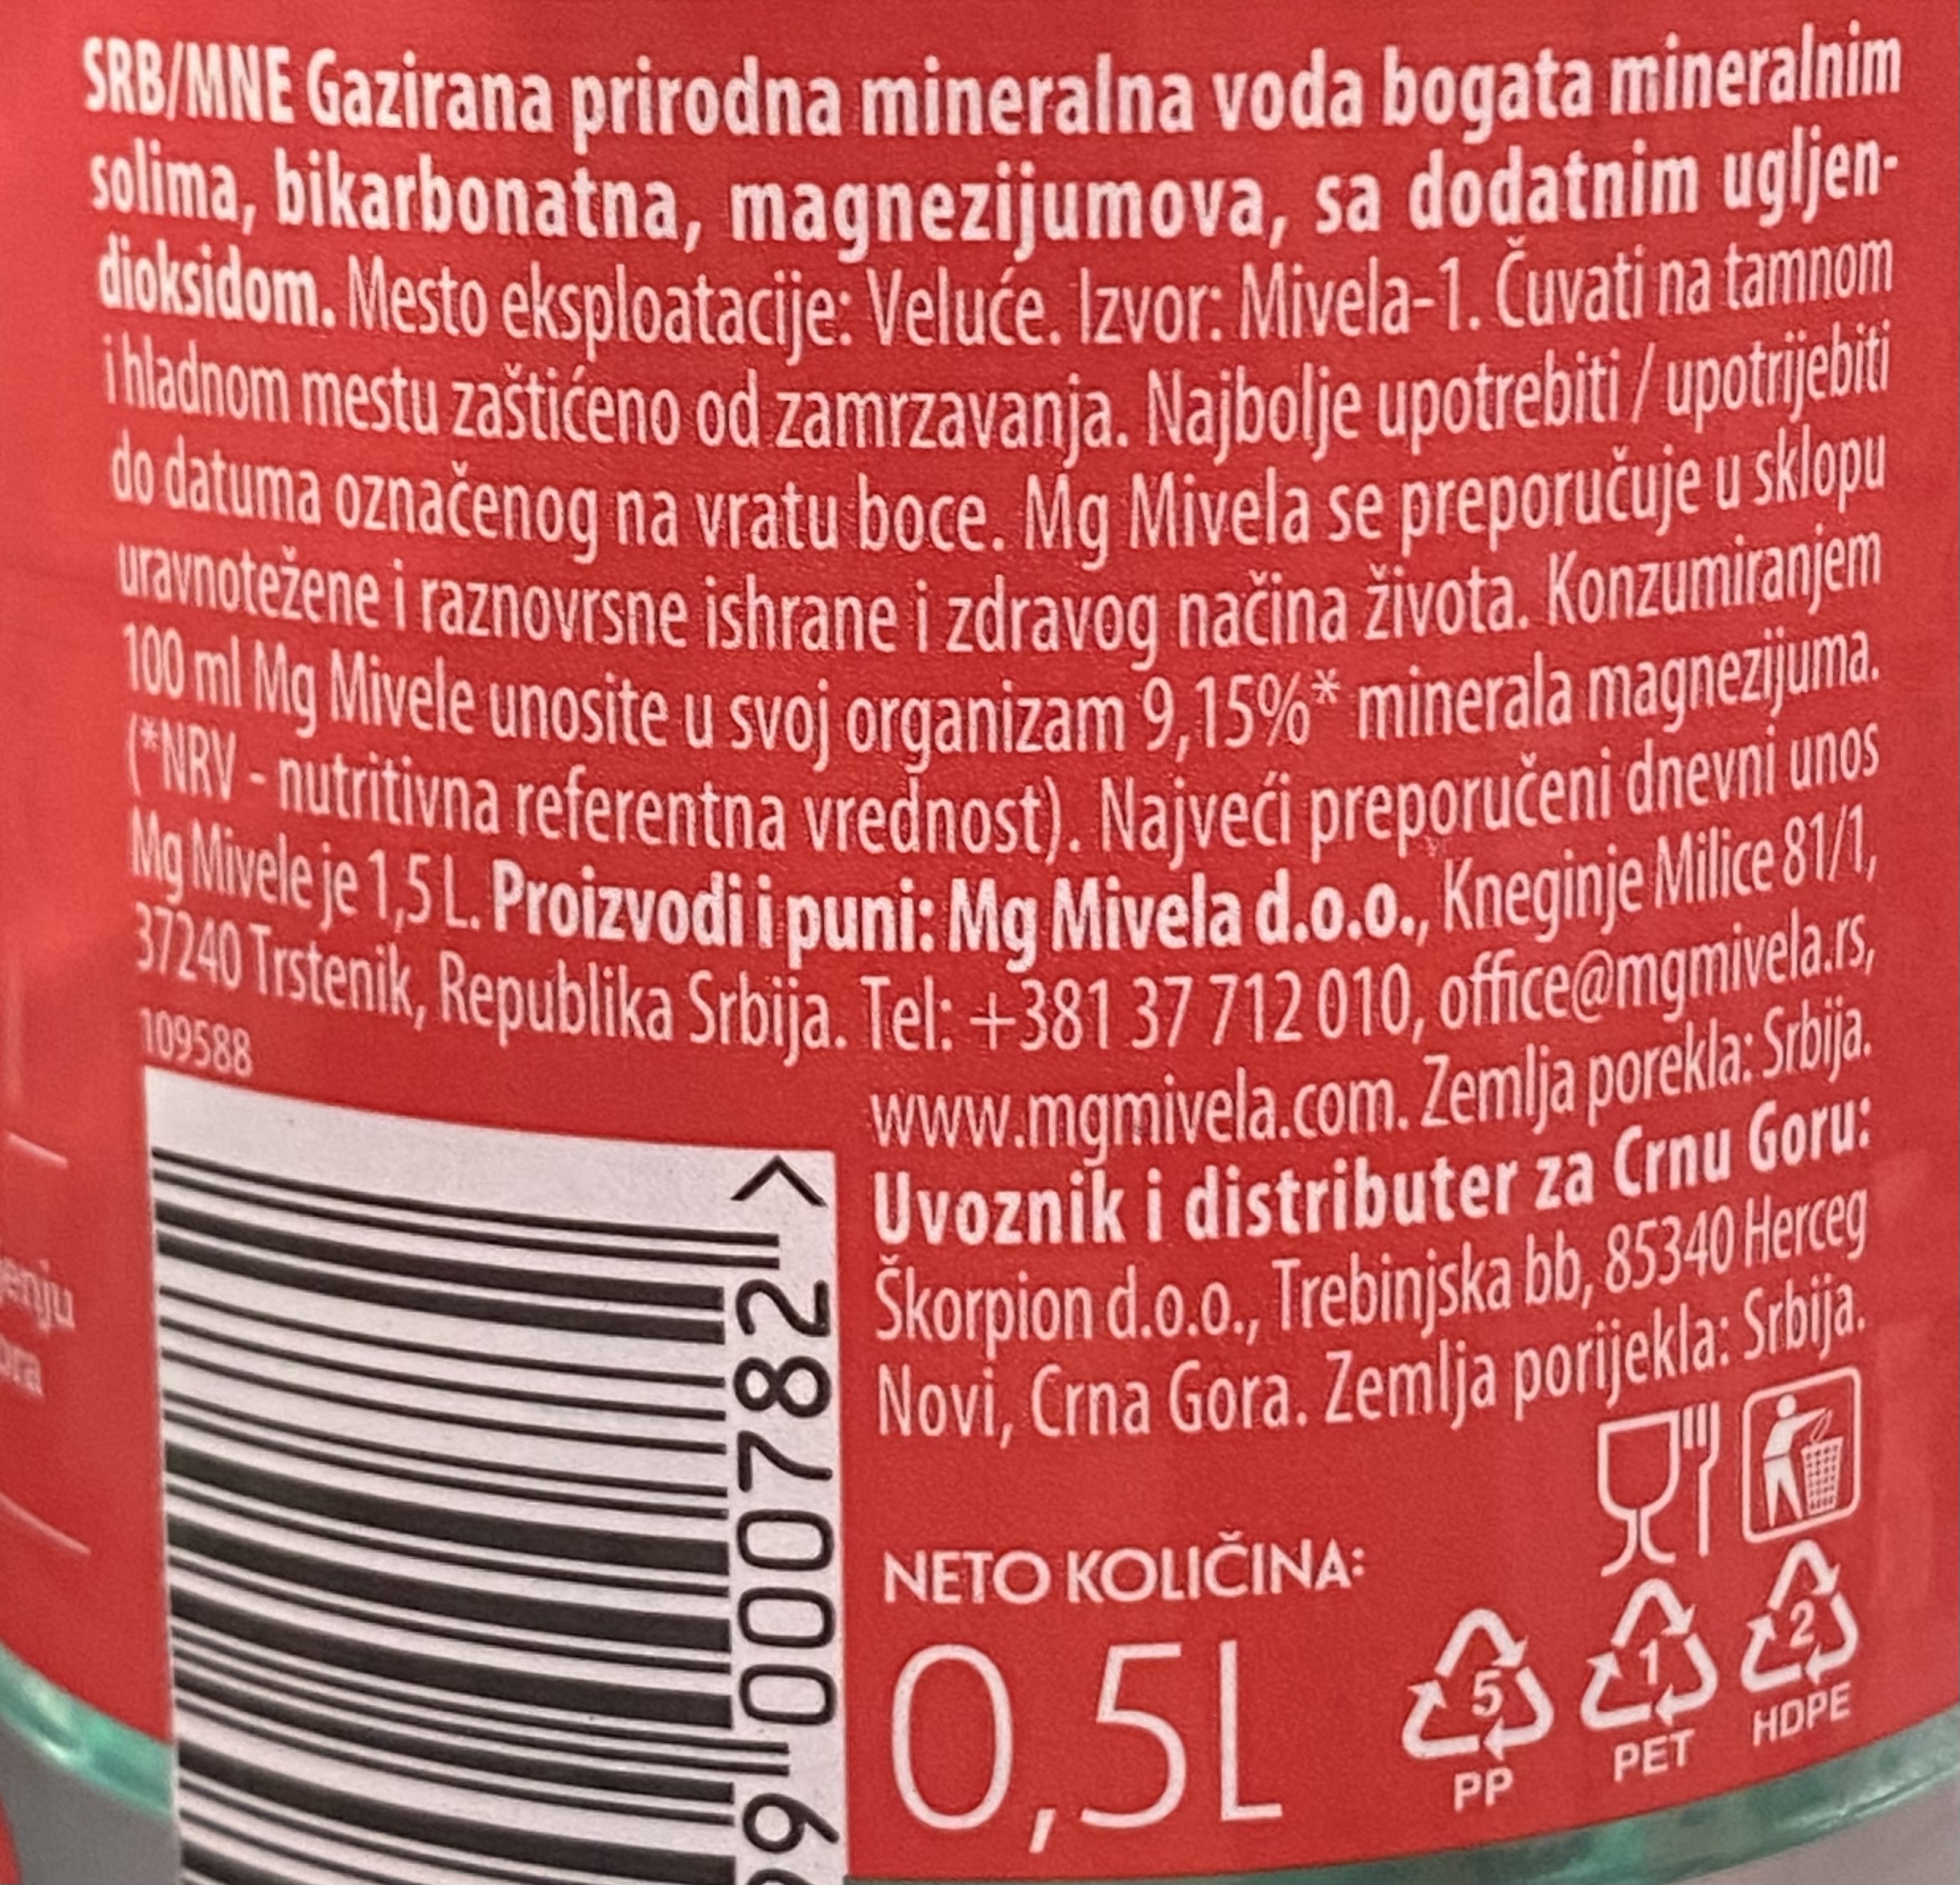 SRB/MNE Gazirana prirodna mineralna voda bogata mineralnim
solima, bikarbonatna, magnezijumova, sa dodatnim ugljen-
dioksidom. Mesto eksploatacije: Veluće. Izvor: Mivela-1. Čuvati na tamnom
i hladnom mestu zaštićeno od zamrzavanja. Najbolje upotrebiti / upotrijebiti
do datuma označenog na vratu boce. Mg Mivela se preporučuje u sklopu
uravnotežene i raznovrsne ishrane i zdravog načina života. Konzumiranjem
100 ml Mg Mivele unosite u svoj organizam 9,15%* minerala magnezijuma.
(*NRV - nutritivna referentna vrednost). Najveći preporučeni dnevni unos
Mg Mivele je 1,5 L. Proizvodi i puni: Mg Mivela d.o.o., Kneginje Milice 81/1,
37240 Trstenik, Republika Srbija. Tel: +381 37 712 010, office@mgmivela.rs,
109588
www.mgmivela.com. Zemlja porekla: Srbija.
Uvoznik i distributer za Crnu Goru:
Škorpion d.o.o., Trebinjska bb, 85340 Herceg
Novi, Crna Gora. Zemlja porijekla: Srbija.
NETO KOLIČINA:
0,5L
5
PP
1
PET
2
HDPE
9 000782 >